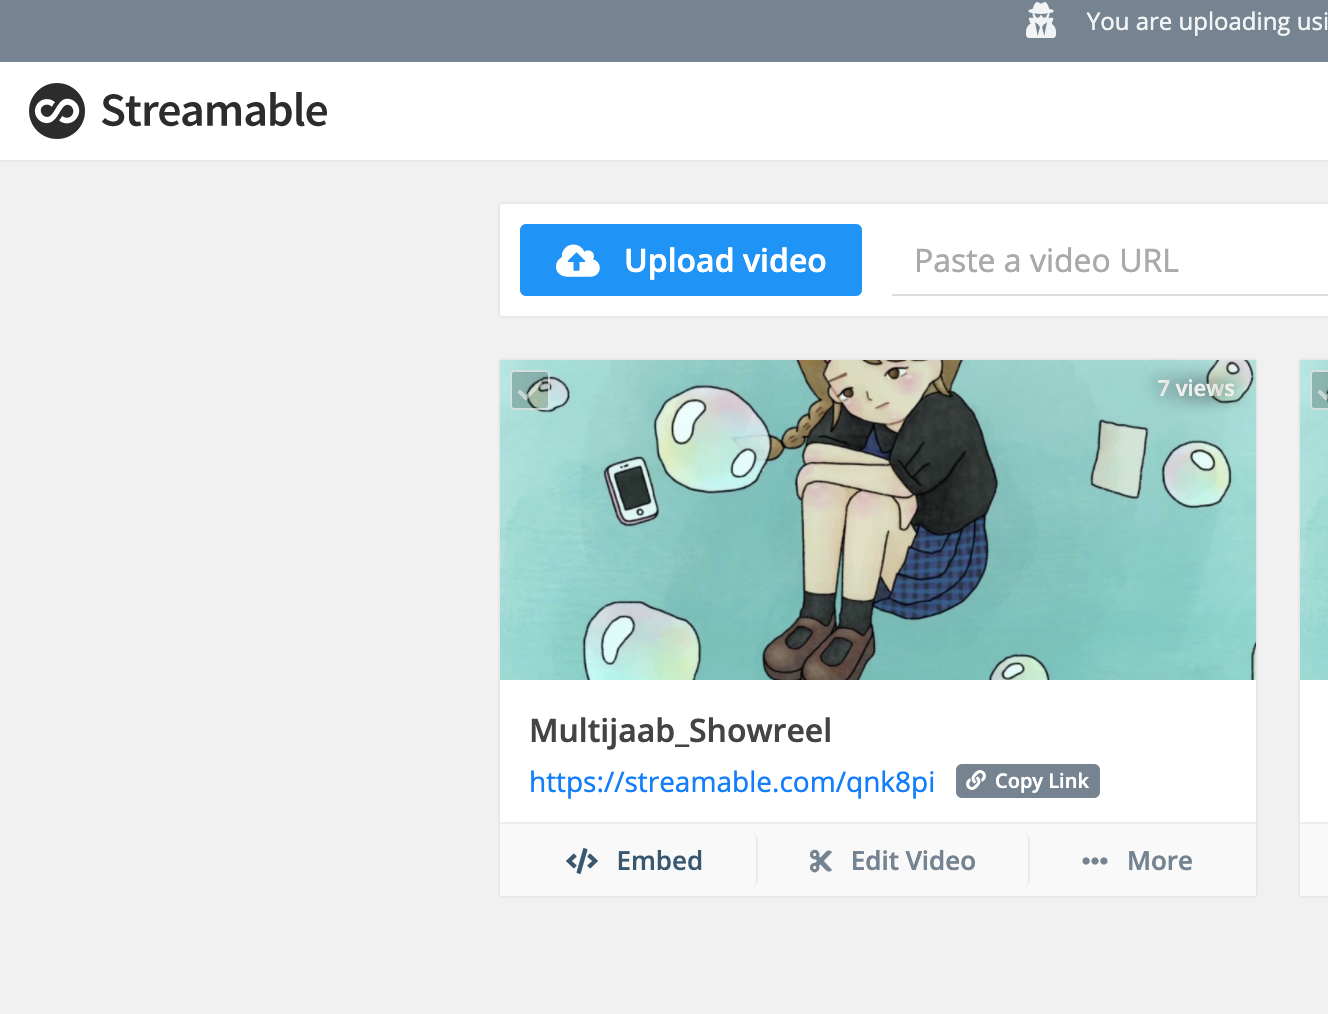 You are uploading usi
Streamable
Upload video
Paste a video URL
7 views
Multijaab_Showreel
https://streamable.com/qnk8pi
Copy Link
Embed
Edit Video
More